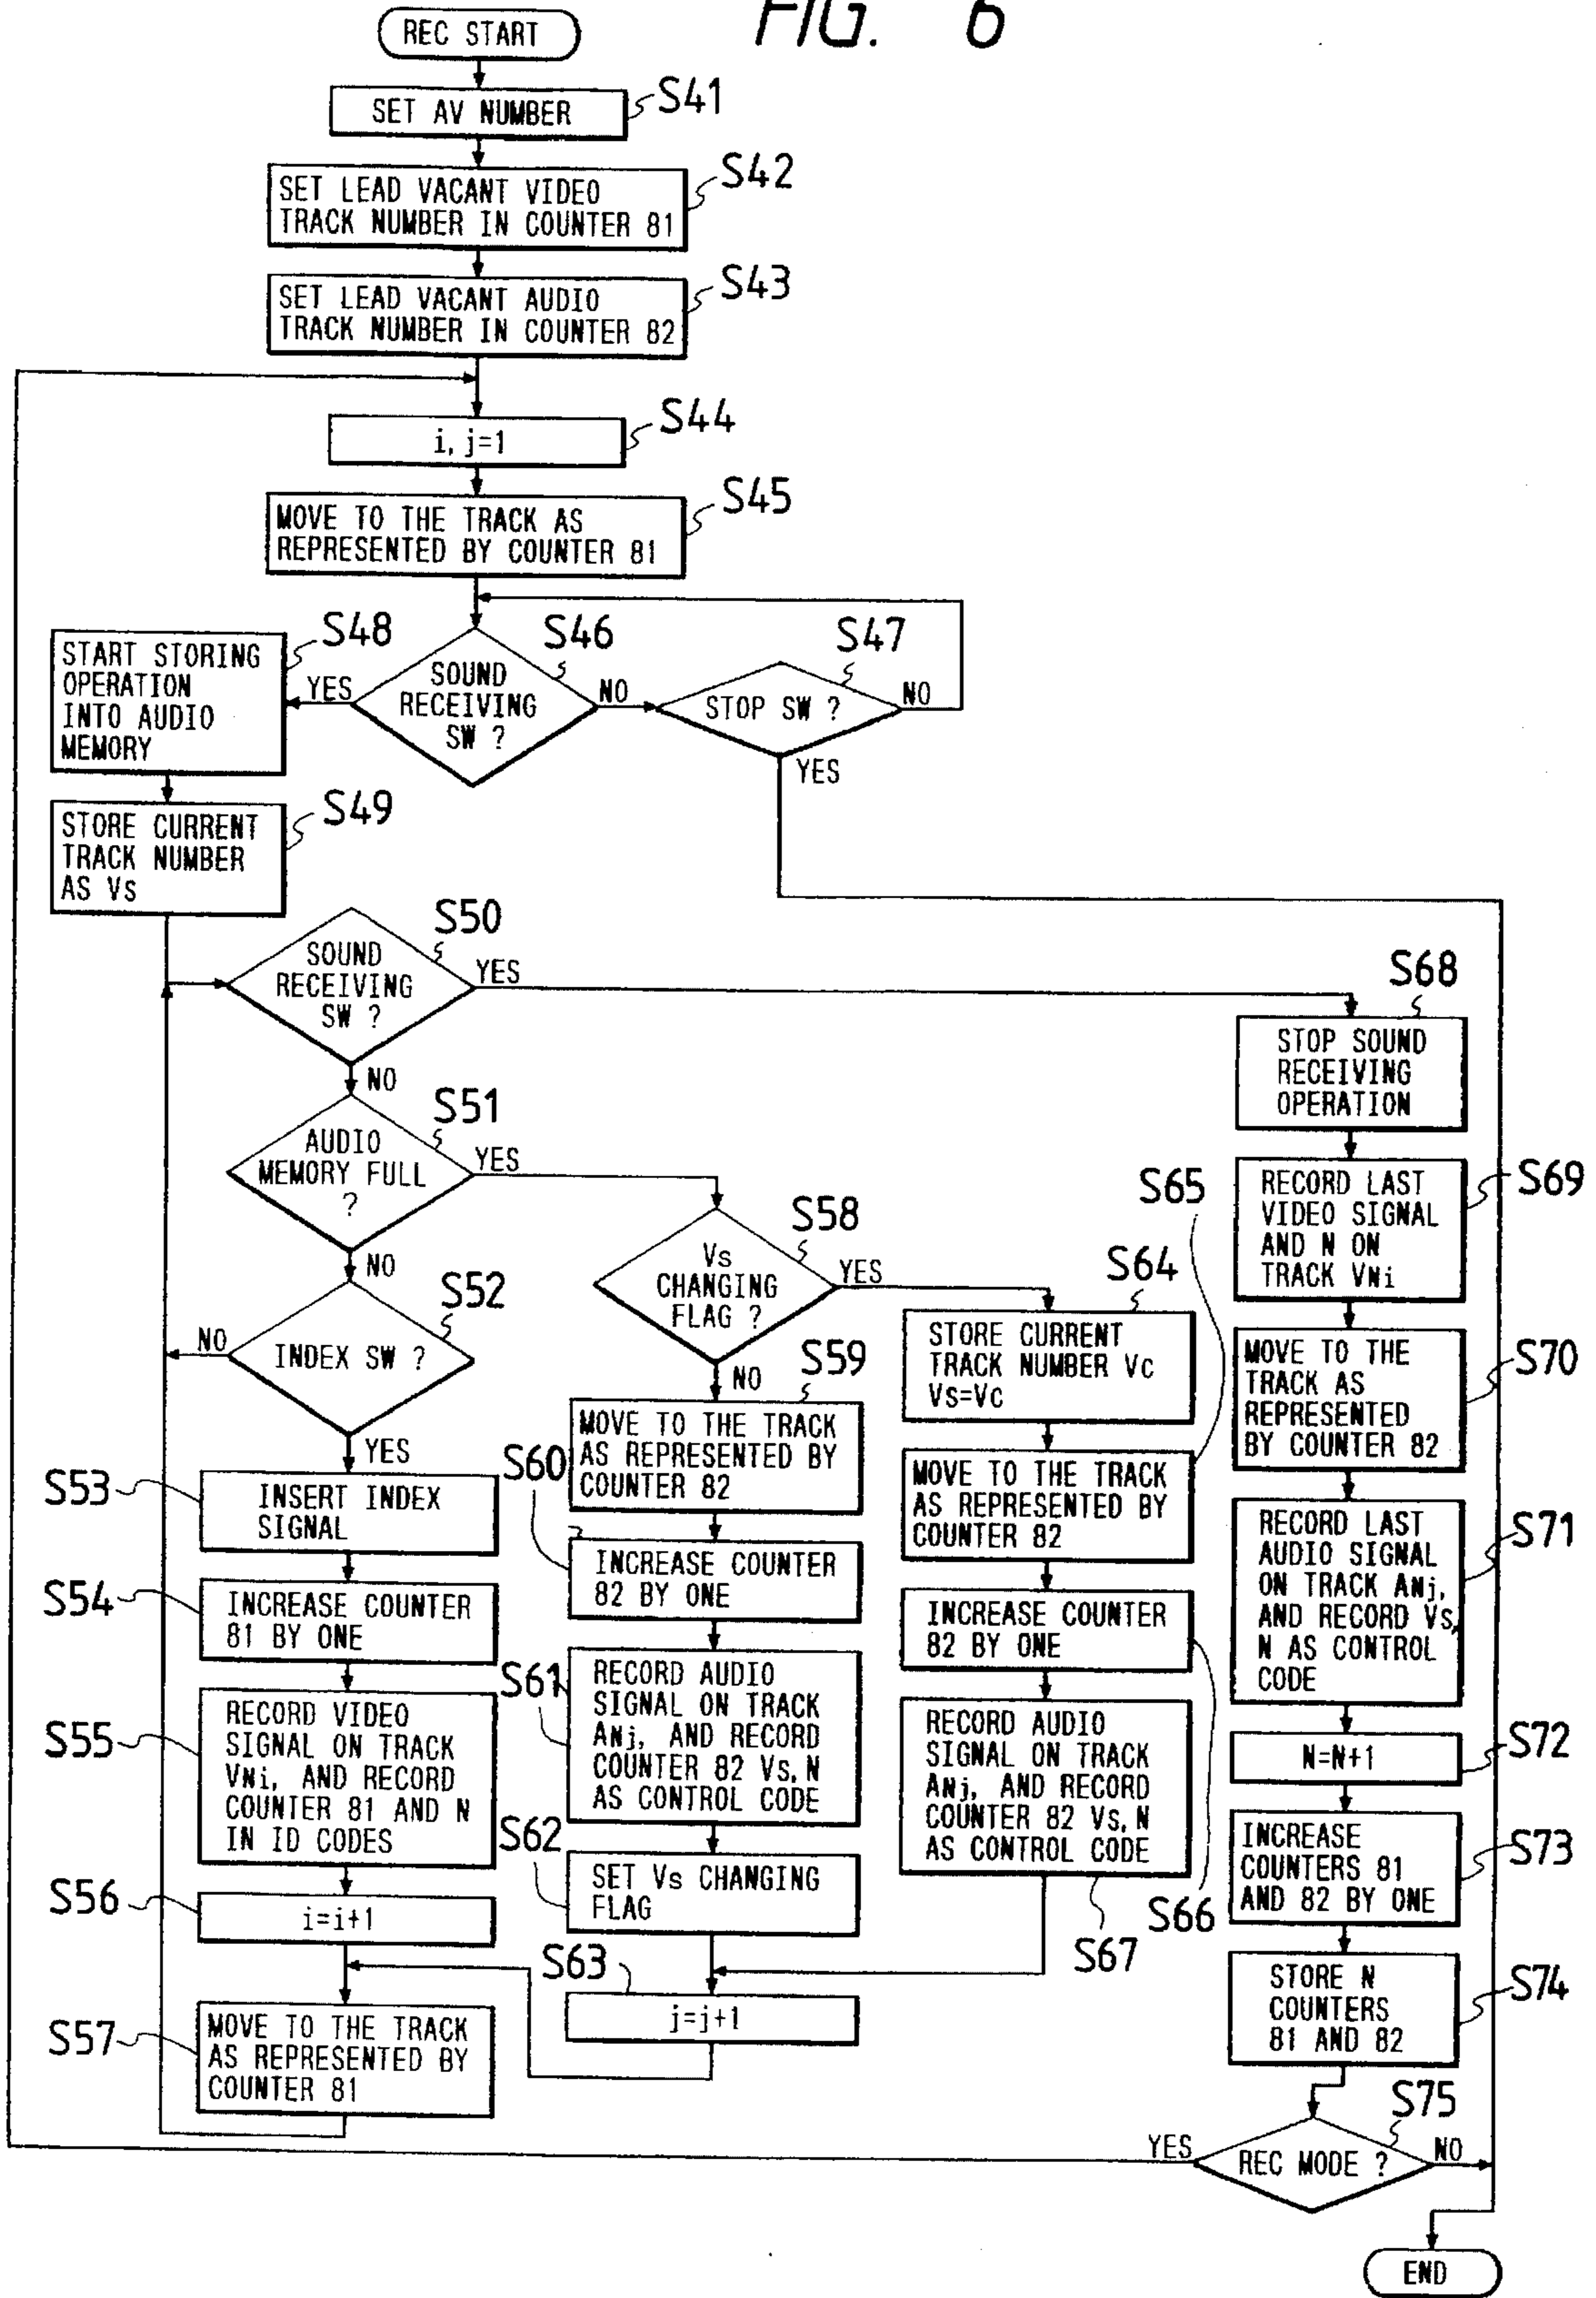 FIG. 6
REC START
SET AV NUMBER
S41
SET LEAD VACANT VIDEO
TRACK NUMBER IN COUNTER 81
S42
SET LEAD VACANT AUDIO
TRACK NUMBER IN COUNTER 82
S43
i, j=1
S44
MOVE TO THE TRACK AS
REPRESENTED BY COUNTER 81
S45
SOUND
RECEIVING
SW ?
S46
YES
NO
STOP SW ?
S47
NO
YES
START STORING
OPERATION
INTO AUDIO
MEMORY
S48
STORE CURRENT
TRACK NUMBER
AS Vs
S49
SOUND
RECEIVING
SW ?
S50
YES
NO
AUDIO
MEMORY FULL
?
S51
YES
NO
INDEX SW ?
S52
NO
YES
S53
INSERT INDEX
SIGNAL
S54
INCREASE COUNTER
81 BY ONE
S55
RECORD VIDEO
SIGNAL ON TRACK
VNi, AND RECORD
COUNTER 81 AND N
IN ID CODES
S56
i=i+1
S57
MOVE TO THE TRACK
AS REPRESENTED BY
COUNTER 81
Vs
CHANGING
FLAG ?
S58
YES
NO
S59
MOVE TO THE TRACK
AS REPRESENTED BY
COUNTER 82
S60
INCREASE COUNTER
82 BY ONE
S61
RECORD AUDIO
SIGNAL ON TRACK
ANj, AND RECORD
COUNTER 82 Vs, N
AS CONTROL CODE
S62
SET Vs CHANGING
FLAG
S63
j=j+1
S64
STORE CURRENT
TRACK NUMBER Vc
Vs=Vc
S65
MOVE TO THE TRACK
AS REPRESENTED BY
COUNTER 82
INCREASE COUNTER
82 BY ONE
S66
RECORD AUDIO
SIGNAL ON TRACK
ANj, AND RECORD
COUNTER 82 Vs, N
AS CONTROL CODE
S67
S68
STOP SOUND
RECEIVING
OPERATION
S69
RECORD LAST
VIDEO SIGNAL
AND N ON
TRACK VNi
S70
MOVE TO THE
TRACK AS
REPRESENTED
BY COUNTER 82
S71
RECORD LAST
AUDIO SIGNAL
ON TRACK ANj,
AND RECORD Vs,
N AS CONTROL
CODE
S72
N=N+1
S73
INCREASE
COUNTERS 81
AND 82 BY ONE
S74
STORE N
COUNTERS
81 AND 82
S75
REC MODE ?
YES
NO
END